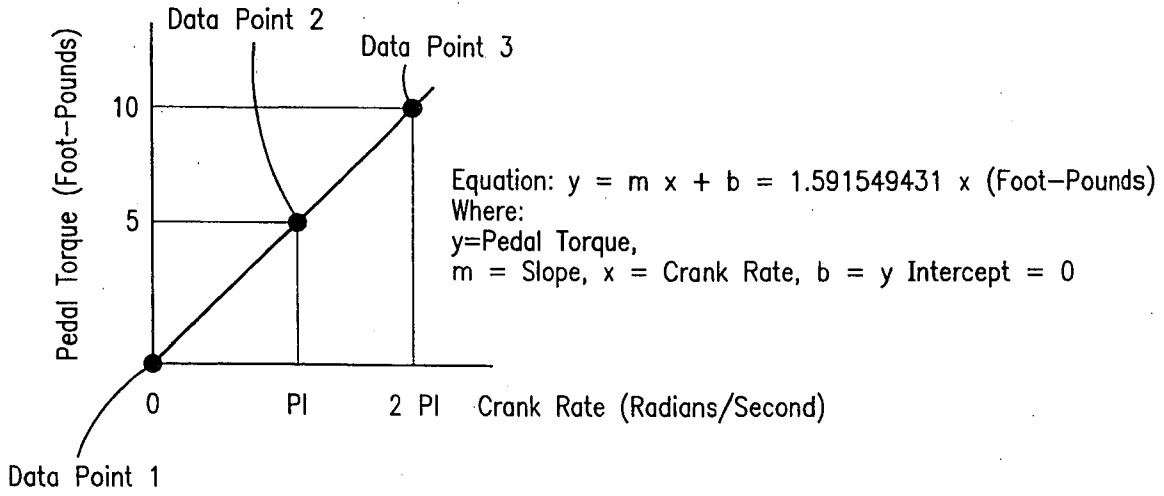 Data Point 2
Data Point 3
Pedal Torque (Foot-Pounds)
10
5
Equation: y = m x + b = 1.591549431 x (Foot-Pounds)
Where:
y=Pedal Torque,
m = Slope, x = Crank Rate, b = y Intercept = 0
0 PI 2 PI Crank Rate (Radians/Second)
Data Point 1